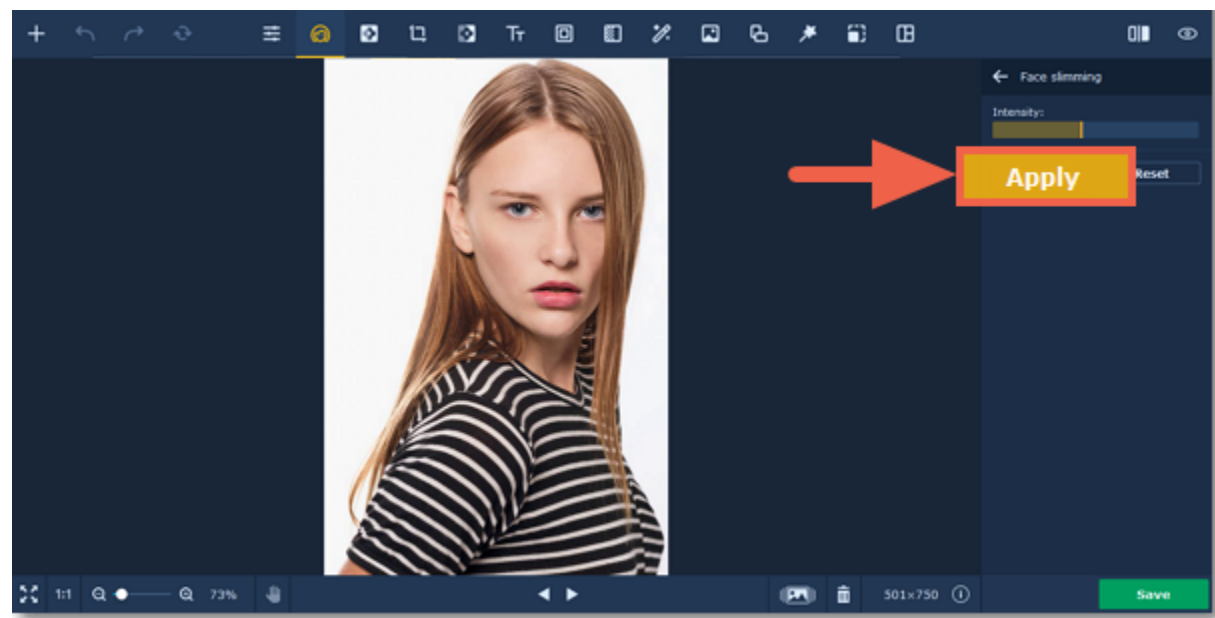 Face slimming
Intensity:
Apply
Reset
1:1
73%
501×750
Save